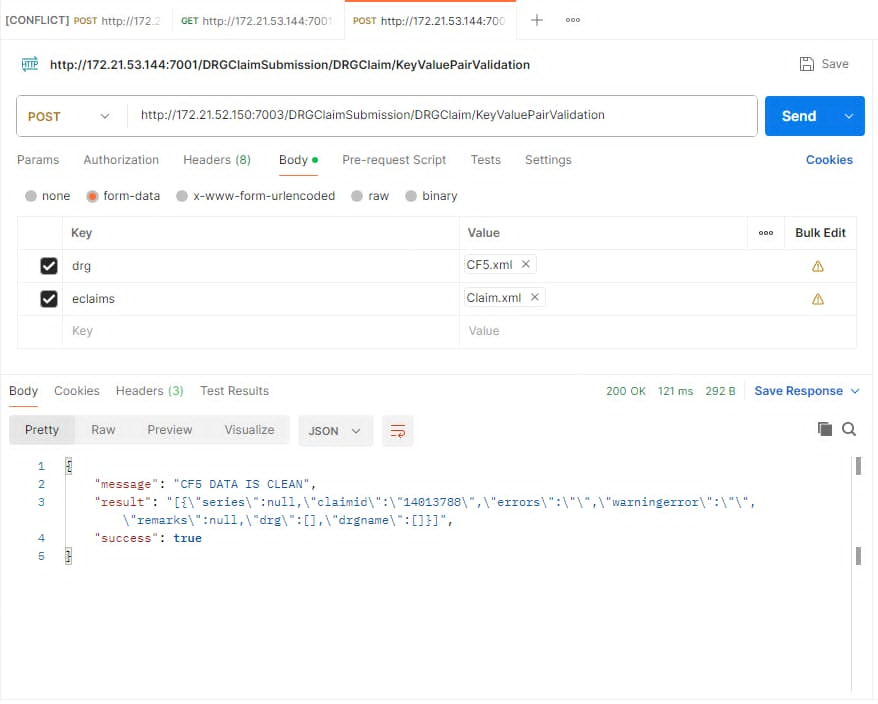 [CONFLICT] POST http://172.2 GET http://172.21.53.144:7001 POST http://172.21.53.144:700
HTTP http://172.21.53.144:7001/DRGClaimSubmission/DRGClaim/KeyValuePairValidation Save
POST http://172.21.52.150:7003/DRGClaimSubmission/DRGClaim/KeyValuePairValidation Send
Params Authorization Headers (8) Body Pre-request Script Tests Settings Cookies
none form-data x-www-form-urlencoded raw binary
Key Value Bulk Edit
drg CF5.xml
eclaims Claim.xml
Key Value
Body Cookies Headers (3) Test Results 200 OK 121 ms 292 B Save Response
Pretty Raw Preview Visualize JSON
1 {
2 "message": "CF5 DATA IS CLEAN",
3 "result": "[{\"series\":null,\"claimid\":\"14013788\",\"errors\":\"\",\"warningerror\":\"\",
\"remarks\":null,\"drg\":[],\"drgname\":[]}]",
4 "success": true
5 }